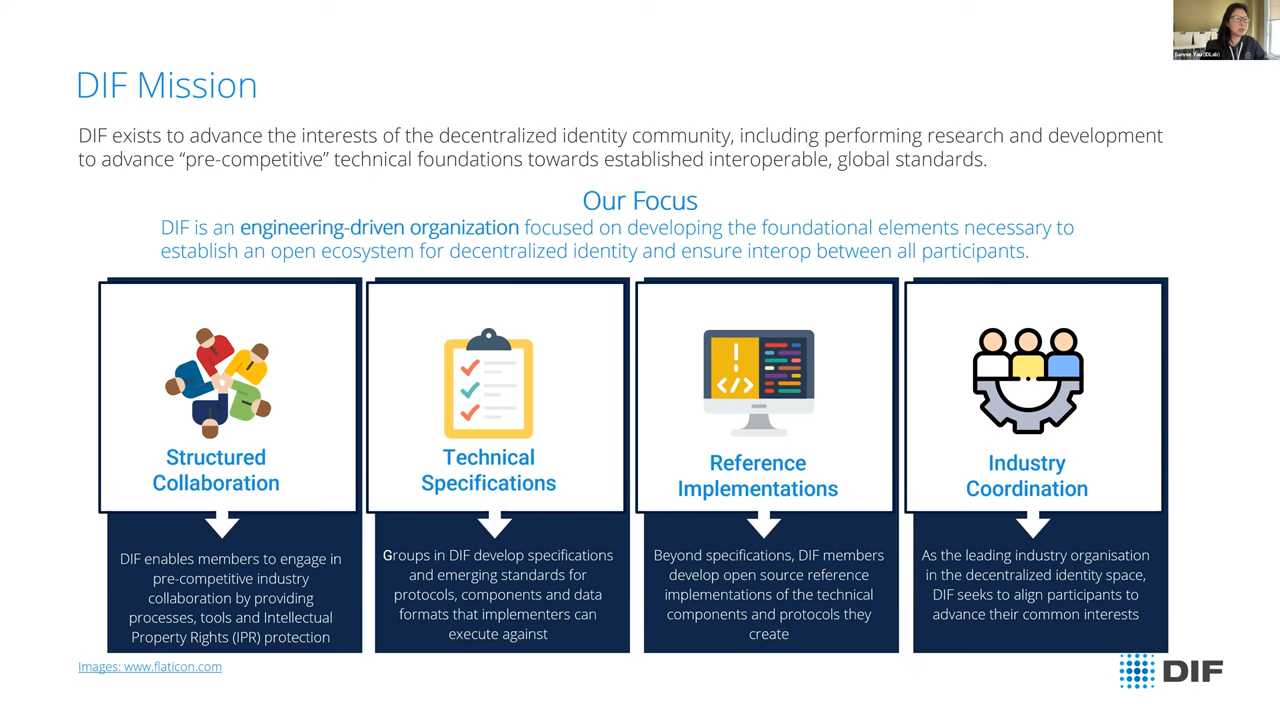 Bonnie Yau (IDLab)
DIF Mission
DIF exists to advance the interests of the decentralized identity community, including performing research and development
to advance “pre-competitive” technical foundations towards established interoperable, global standards.
Our Focus
DIF is an engineering-driven organization focused on developing the foundational elements necessary to
establish an open ecosystem for decentralized identity and ensure interop between all participants.
Structured
Collaboration
DIF enables members to engage in
pre-competitive industry
collaboration by providing
processes, tools and Intellectual
Property Rights (IPR) protection
Technical
Specifications
Groups in DIF develop specifications
and emerging standards for
protocols, components and data
formats that implementers can
execute against
Reference
Implementations
Beyond specifications, DIF members
develop open source reference
implementations of the technical
components and protocols they
create
Industry
Coordination
As the leading industry organisation
in the decentralized identity space,
DIF seeks to align participants to
advance their common interests
Images: www.flaticon.com
DIF